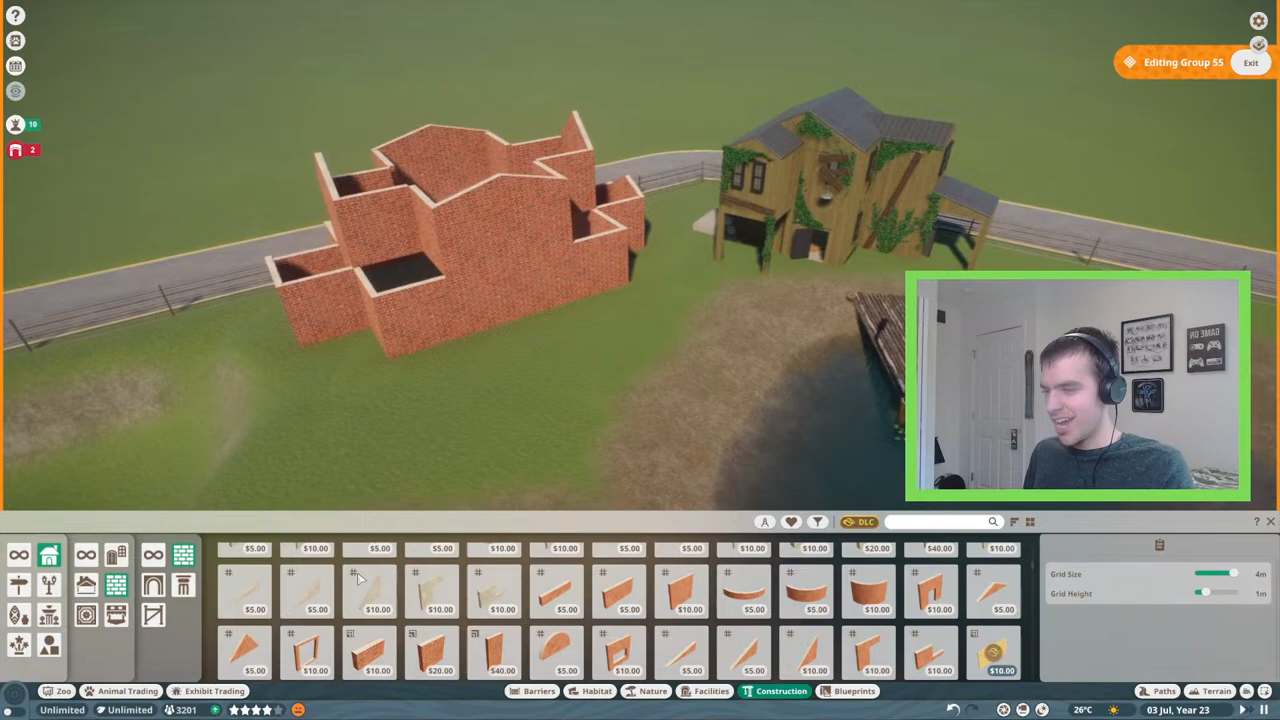 ?
Editing Group 55
Exit
10
2
GAME ON
DLC
?
$5.00 $10.00 $5.00 $5.00 $10.00 $10.00 $5.00 $5.00 $5.00 $5.00 $20.00 $40.00 $10.00
Grid Size 4m
Grid Height 1m
$5.00 $5.00 $10.00 $10.00 $10.00 $5.00 $5.00 $10.00 $5.00 $5.00 $10.00 $10.00 $5.00
$5.00 $10.00 $10.00 $20.00 $40.00 $5.00 $10.00 $5.00 $5.00 $10.00 $10.00 $10.00 $10.00
Zoo Animal Trading Exhibit Trading Barriers Habitat Nature Facilities Construction Blueprints Paths Terrain
Unlimited Unlimited 3201 26°C 03 Jul, Year 23